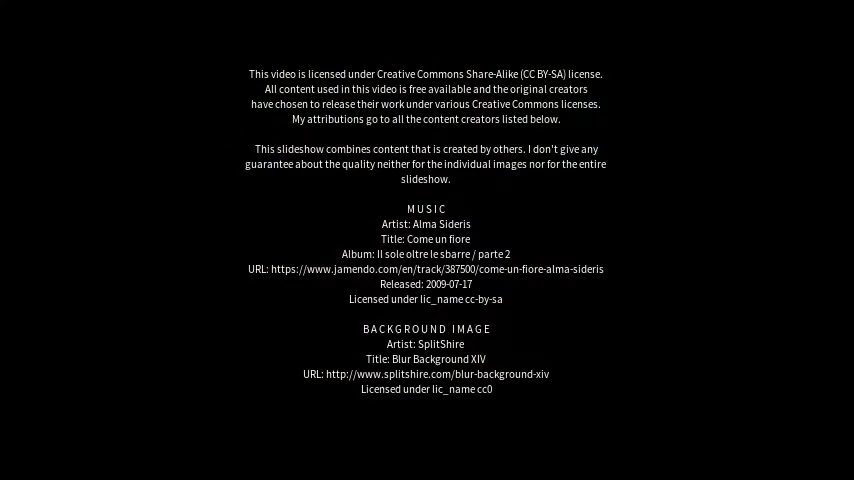 This video is licensed under Creative Commons Share-Alike (CC BY-SA) license.
All content used in this video is free available and the original creators
have chosen to release their work under various Creative Commons licenses.
My attributions go to all the content creators listed below.
This slideshow combines content that is created by others. I don't give any
guarantee about the quality neither for the individual images nor for the entire
slideshow.
MUSIC
Artist: Alma Sideris
Title: Come un fiore
Album: Il sole oltre le sbarre / parte 2
URL: https://www.jamendo.com/en/track/387500/come-un-fiore-alma-sideris
Released: 2009-07-17
Licensed under lic_name cc-by-sa
BACKGROUND IMAGE
Artist: SplitShire
Title: Blur Background XIV
URL: http://www.splitshire.com/blur-background-xiv
Licensed under lic_name cc0